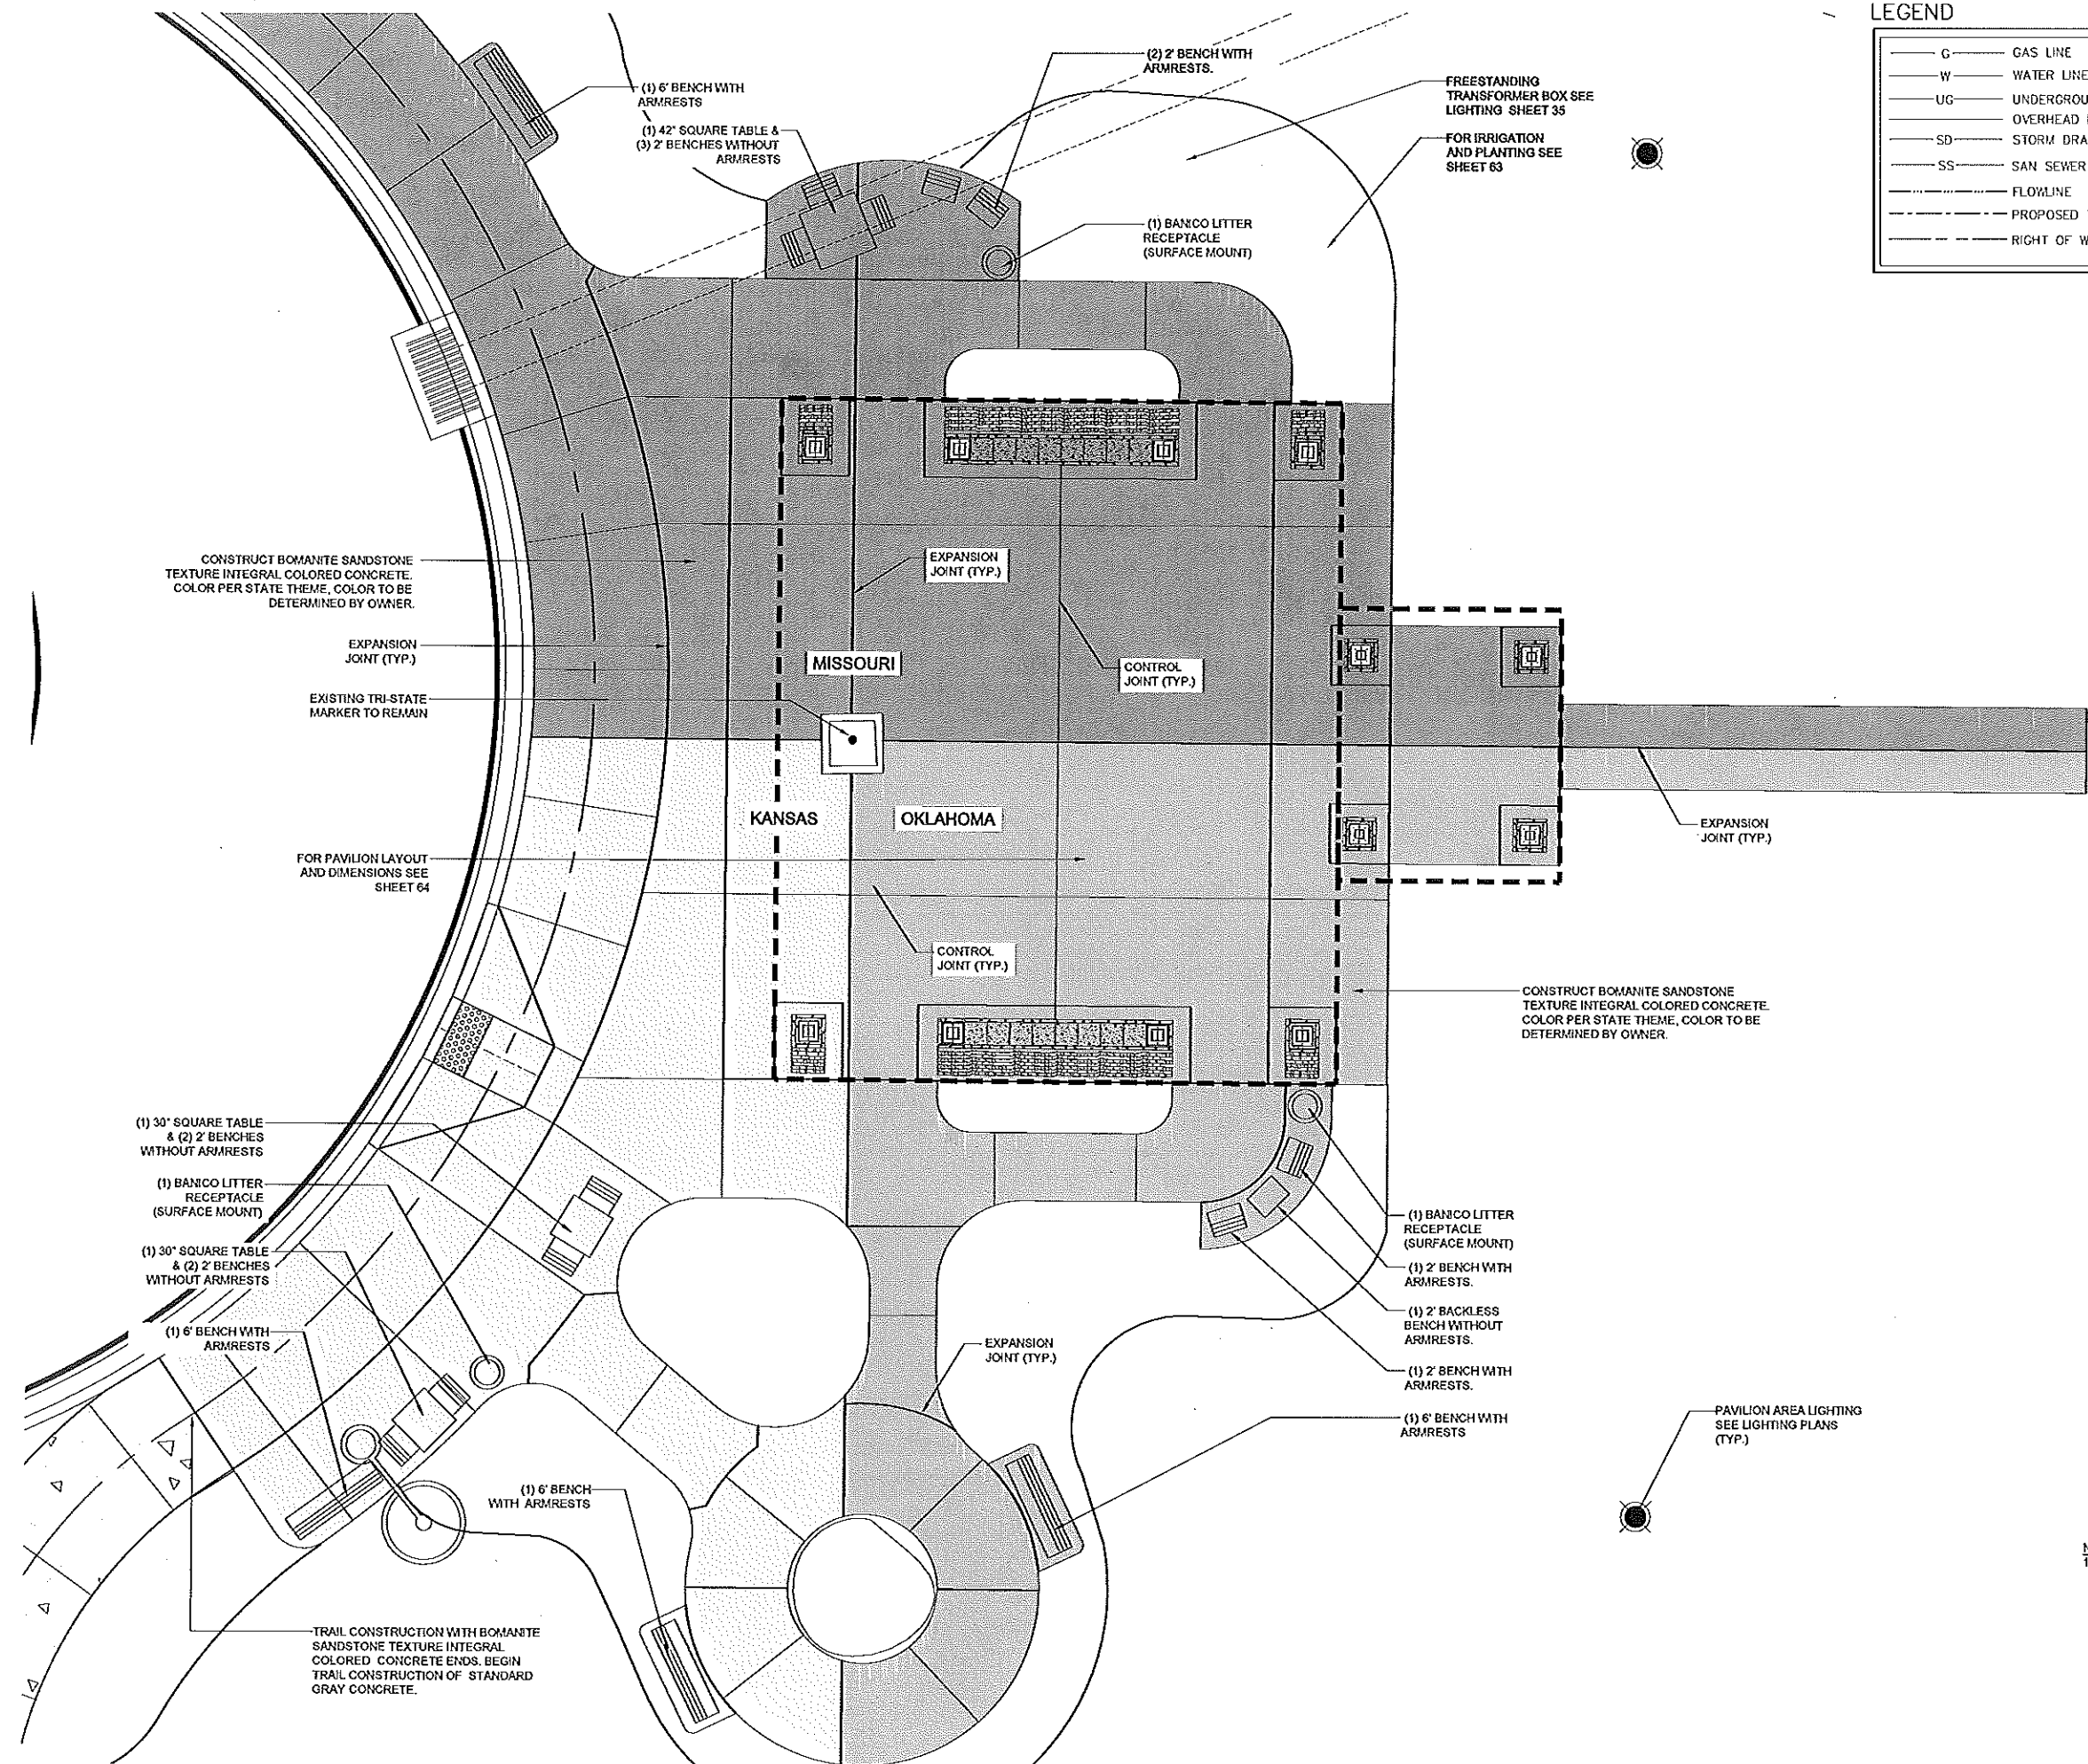 LEGEND
G GAS LINE
W WATER LINE
UG
OVERHEAD
SD
SS SAN SEWER
FLOWLINE
PROPOSED
RIGHT OF
(2) 2' BENCH WITH
ARMRESTS.
(1) 6' BENCH WITH
ARMRESTS
(1) 42" SQUARE TABLE &
(3) 2' BENCHES WITHOUT
ARMRESTS
FREESTANDING
TRANSFORMER BOX SEE
LIGHTING SHEET 35
FOR IRRIGATION
AND PLANTING SEE
SHEET 63
(1) BANICO LITTER
RECEPTACLE
(SURFACE MOUNT)
CONSTRUCT BOMANITE SANDSTONE
TEXTURE INTEGRAL COLORED CONCRETE.
COLOR PER STATE THEME, COLOR TO BE
DETERMINED BY OWNER.
EXPANSION
JOINT (TYP.)
EXPANSION
JOINT (TYP.)
MISSOURI
CONTROL
JOINT (TYP.)
EXISTING TRI-STATE
MARKER TO REMAIN
KANSAS
OKLAHOMA
EXPANSION
JOINT (TYP.)
FOR PAVILION LAYOUT
AND DIMENSIONS SEE
SHEET 64
CONTROL
JOINT (TYP.)
CONSTRUCT BOMANITE SANDSTONE
TEXTURE INTEGRAL COLORED CONCRETE.
COLOR PER STATE THEME, COLOR TO BE
DETERMINED BY OWNER.
(1) 30" SQUARE TABLE
& (2) 2' BENCHES
WITHOUT ARMRESTS
(1) BANICO LITTER
RECEPTACLE
(SURFACE MOUNT)
(1) 30" SQUARE TABLE
& (2) 2' BENCHES
WITHOUT ARMRESTS
(1) 6' BENCH WITH
ARMRESTS
(1) BANICO LITTER
RECEPTACLE
(SURFACE MOUNT)
(1) 2' BENCH WITH
ARMRESTS.
(1) 2' BACKLESS
BENCH WITHOUT
ARMRESTS.
(1) 2' BENCH WITH
ARMRESTS.
EXPANSION
JOINT (TYP.)
(1) 6' BENCH WITH
ARMRESTS
PAVILION AREA LIGHTING
SEE LIGHTING PLANS
(TYP.)
(1) 6' BENCH
WITH ARMRESTS
TRAIL CONSTRUCTION WITH BOMANITE
SANDSTONE TEXTURE INTEGRAL
COLORED CONCRETE ENDS. BEGIN
TRAIL CONSTRUCTION OF STANDARD
GRAY CONCRETE.